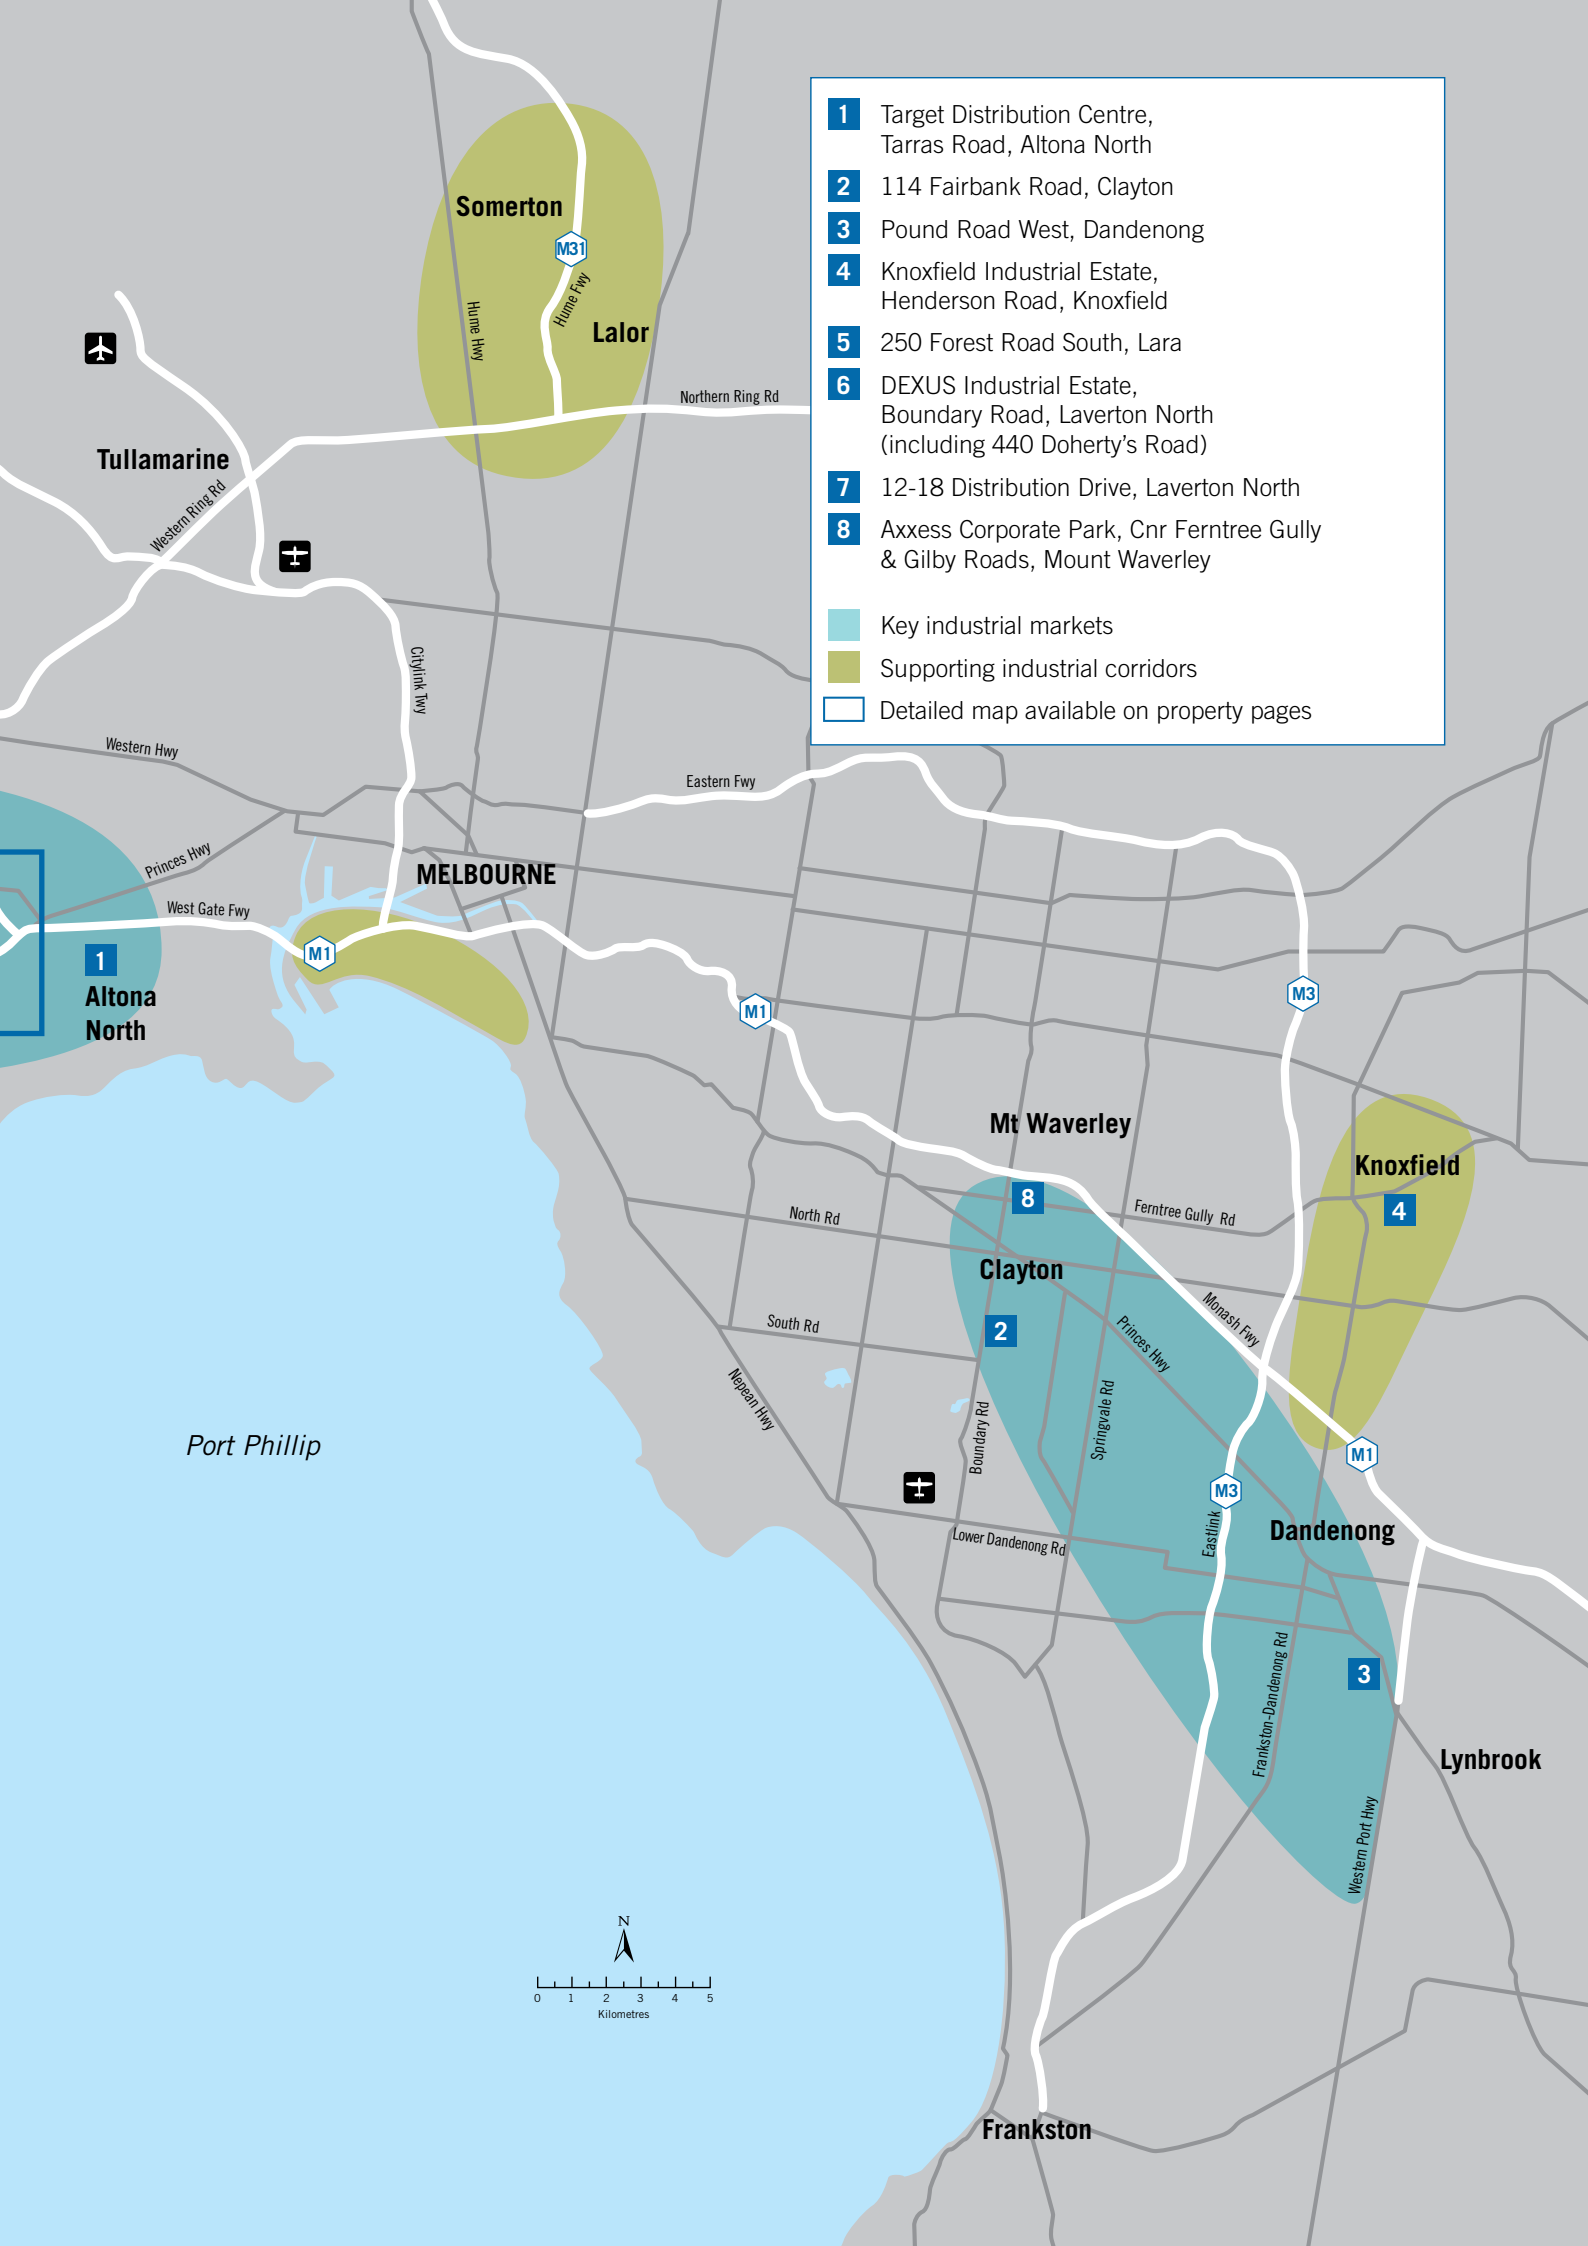 1 Target Distribution Centre,
Tarras Road, Altona North
2 114 Fairbank Road, Clayton
3 Pound Road West, Dandenong
4 Knoxfield Industrial Estate,
Henderson Road, Knoxfield
5 250 Forest Road South, Lara
6 DEXUS Industrial Estate,
Boundary Road, Laverton North
(including 440 Doherty’s Road)
7 12-18 Distribution Drive, Laverton North
8 Axxess Corporate Park, Cnr Ferntree Gully
& Gilby Roads, Mount Waverley
Key industrial markets
Supporting industrial corridors
Detailed map available on property pages
Somerton
M31
Hume Fwy
Hume Hwy
Lalor
Northern Ring Rd
Tullamarine
Western Ring Rd
Citylink Twy
Western Hwy
Eastern Fwy
Princes Hwy
MELBOURNE
West Gate Fwy
M1
1
Altona
North
M1
M3
Mt Waverley
Knoxfield
8
4
North Rd
Ferntree Gully Rd
Clayton
2
South Rd
Monash Fwy
Princes Hwy
Nepean Hwy
Boundary Rd
Springvale Rd
Port Phillip
M1
M3
Eastlink
Dandenong
Lower Dandenong Rd
Frankston-Dandenong Rd
3
Lynbrook
Western Port Hwy
N
0 1 2 3 4 5
Kilometres
Frankston